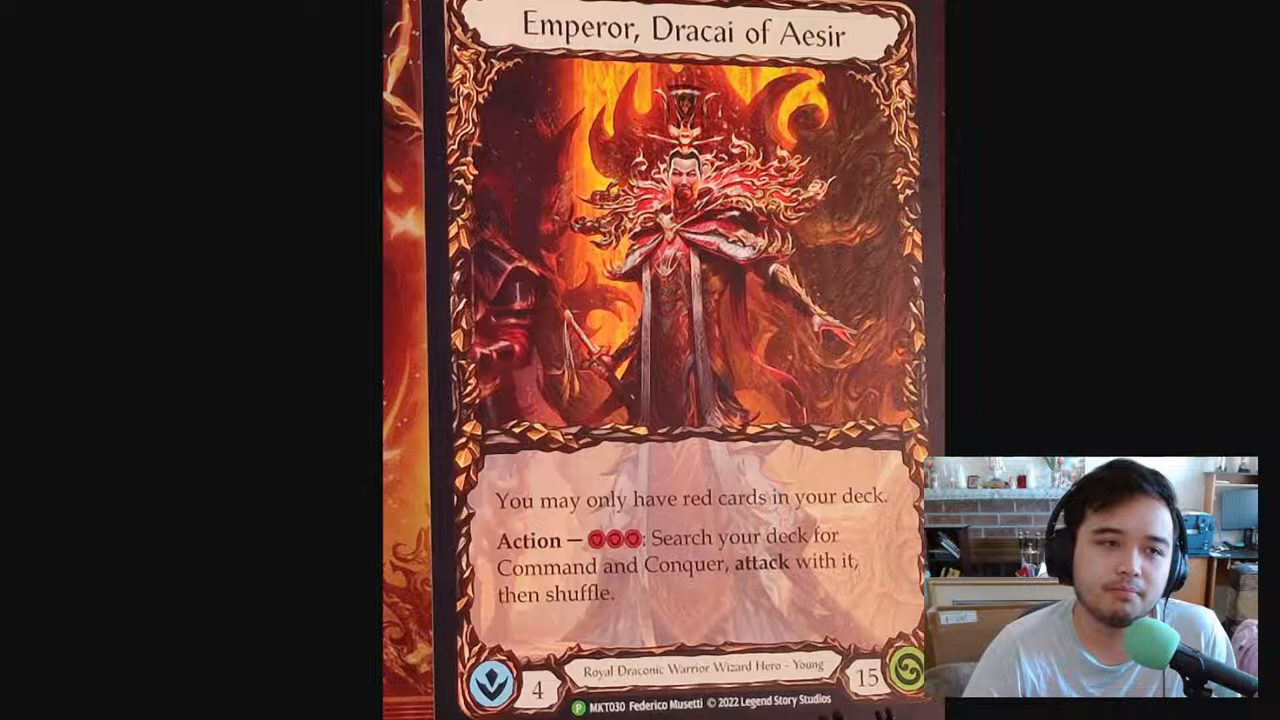 Emperor, Dracai of Aesir
You may only have red cards in your deck.
Action — : Search your deck for
Command and Conquer, attack with it,
then shuffle.
Royal Draconic Warrior Wizard Hero - Young
4
15
P MKT030 Federico Musetti © 2022 Legend Story Studios